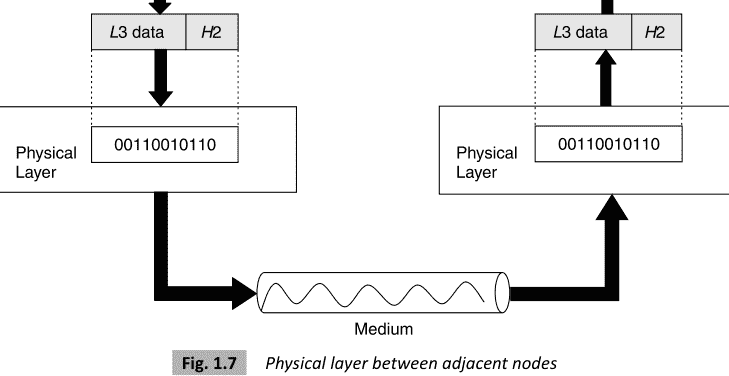 L3 data H2 L3 data H2
00110010110 00110010110
Physical Layer Physical Layer
Medium
Fig. 1.7 Physical layer between adjacent nodes